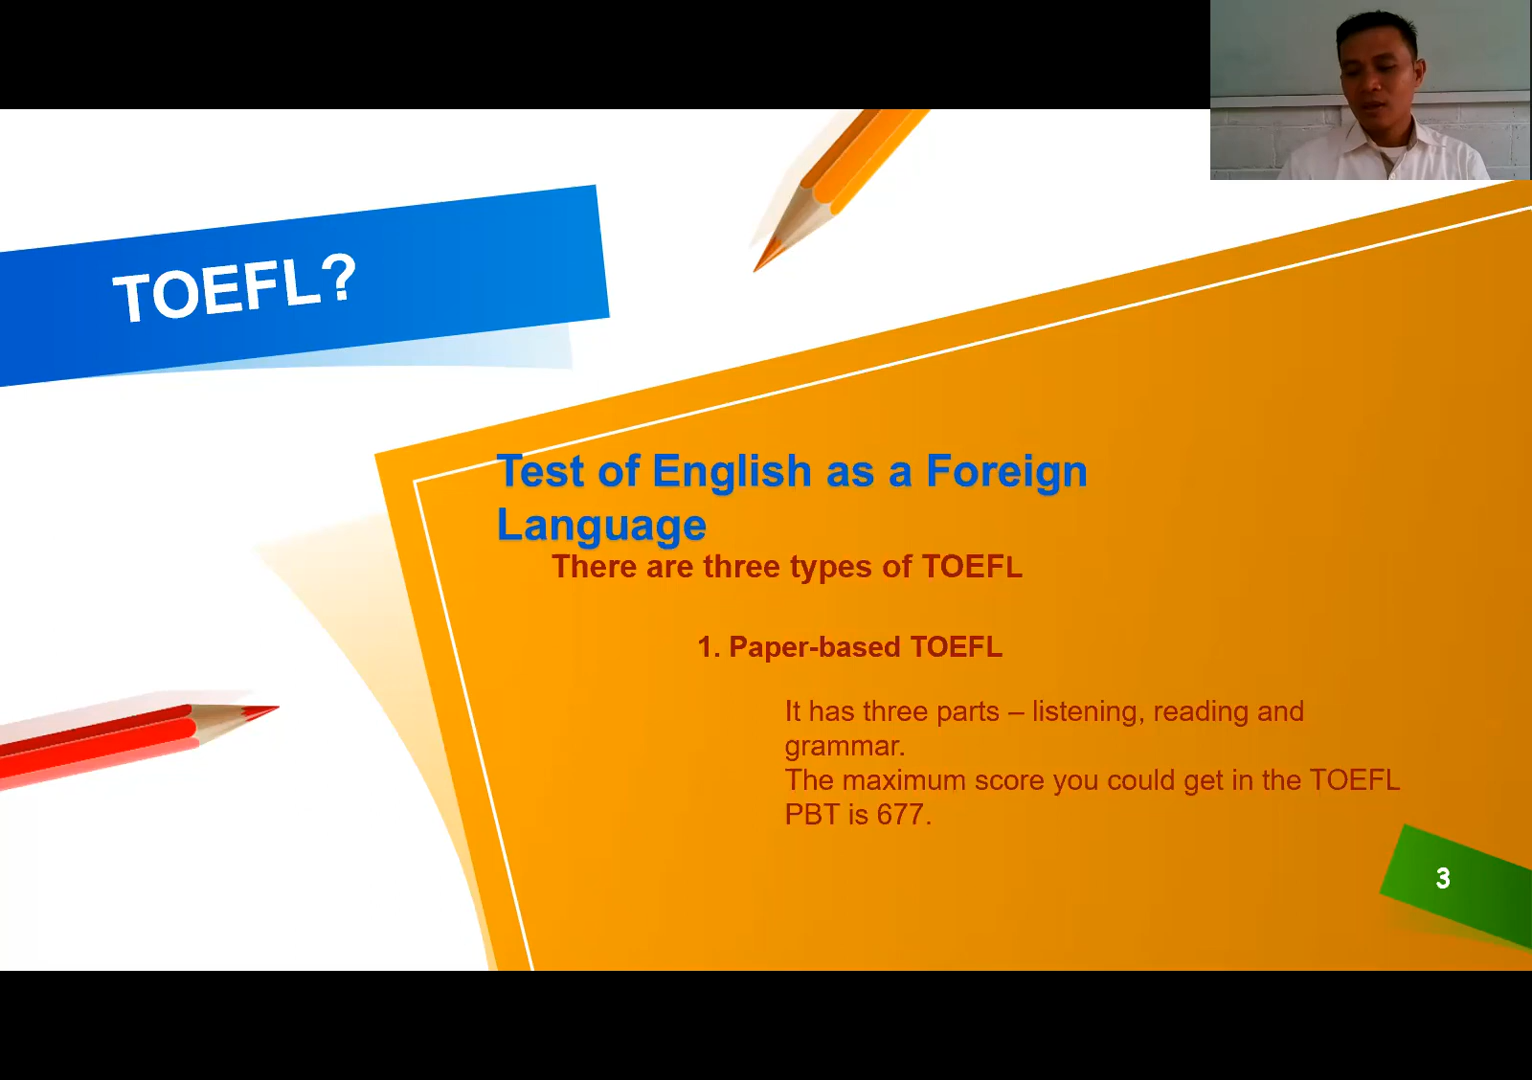 TOEFL?
Test of English as a Foreign
Language
There are three types of TOEFL
1. Paper-based TOEFL
It has three parts – listening, reading and
grammar.
The maximum score you could get in the TOEFL
PBT is 677.
3